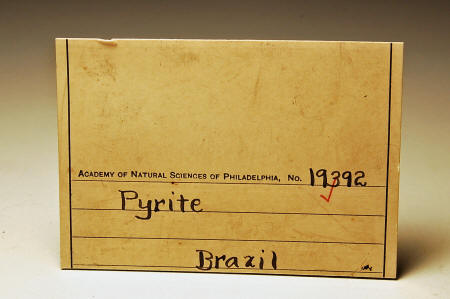 Academy of Natural Sciences of Philadelphia, No. 19392
Pyrite
Brazil